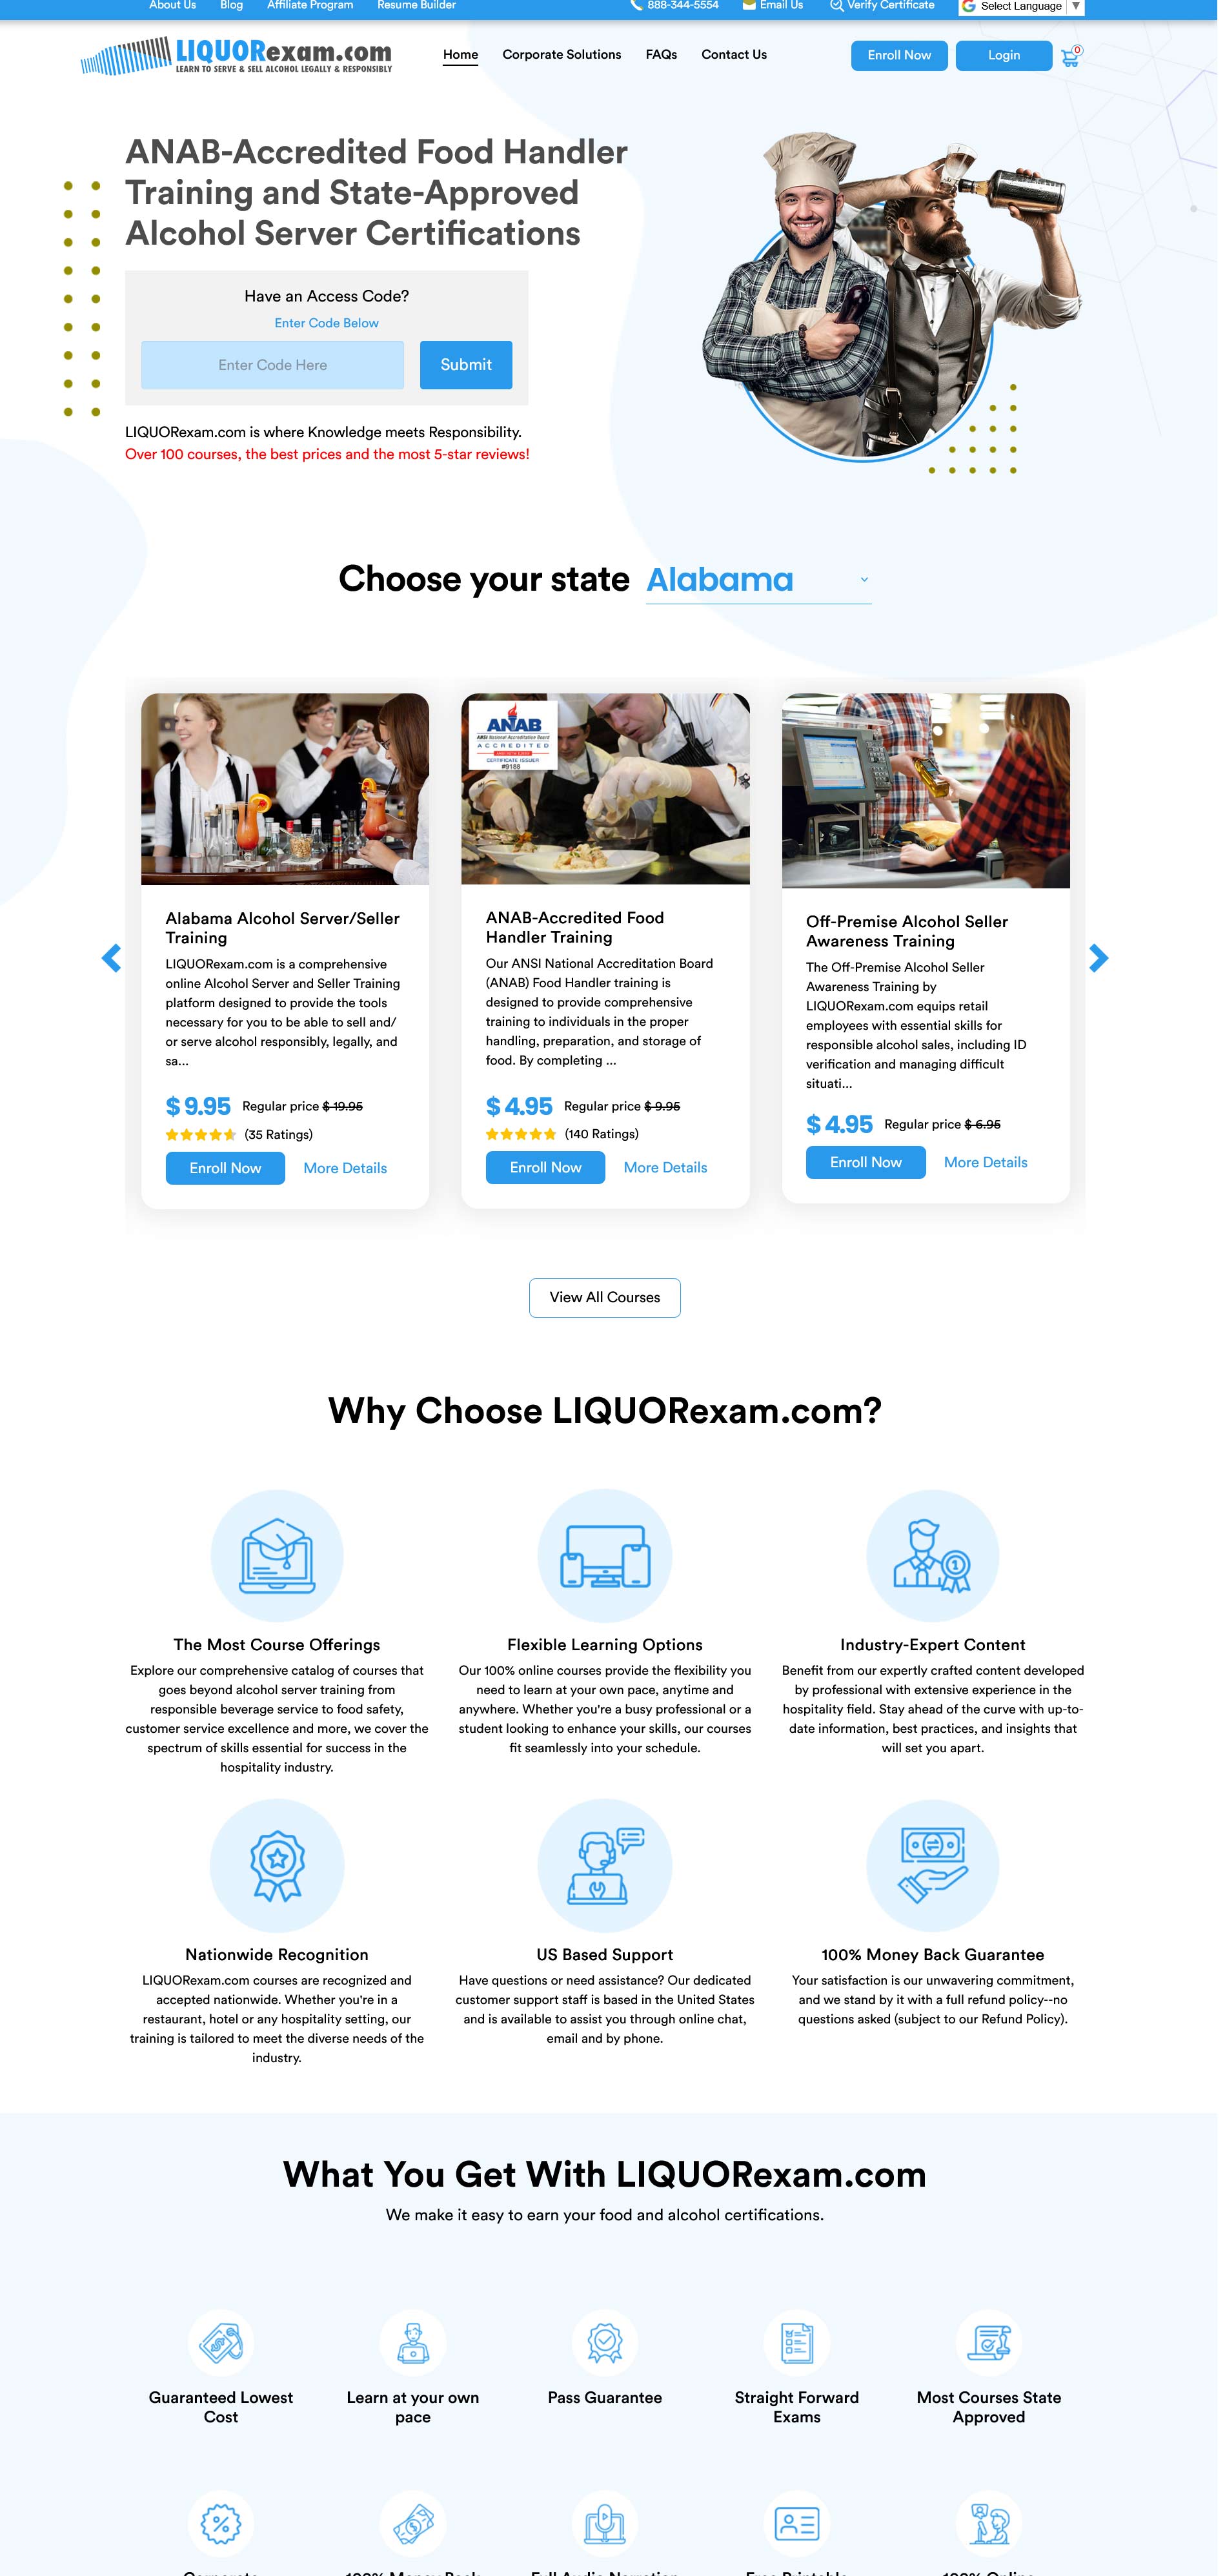 About Us Blog Affiliate Program Resume Builder 888-344-5554 Email Us Verify Certificate Select Language
LIQUORexam.com
LEARN TO SERVE & SELL ALCOHOL LEGALLY & RESPONSIBLY
Home Corporate Solutions FAQs Contact Us Enroll Now Login 0
ANAB-Accredited Food Handler
Training and State-Approved
Alcohol Server Certifications
Have an Access Code?
Enter Code Below
Enter Code Here Submit
LIQUORexam.com is where Knowledge meets Responsibility.
Over 100 courses, the best prices and the most 5-star reviews!
Choose your state Alabama
Alabama Alcohol Server/Seller
Training
LIQUORexam.com is a comprehensive
online Alcohol Server and Seller Training
platform designed to provide the tools
necessary for you to be able to sell and/
or serve alcohol responsibly, legally, and
sa...
$ 9.95 Regular price $ 19.95
(35 Ratings)
Enroll Now More Details
ANAB
ANSI National Accreditation Board
ACCREDITED
CERTIFICATE ISSUER
#9188
ANAB-Accredited Food
Handler Training
Our ANSI National Accreditation Board
(ANAB) Food Handler training is
designed to provide comprehensive
training to individuals in the proper
handling, preparation, and storage of
food. By completing ...
$ 4.95 Regular price $ 9.95
(140 Ratings)
Enroll Now More Details
Off-Premise Alcohol Seller
Awareness Training
The Off-Premise Alcohol Seller
Awareness Training by
LIQUORexam.com equips retail
employees with essential skills for
responsible alcohol sales, including ID
verification and managing difficult
situati...
$ 4.95 Regular price $ 6.95
Enroll Now More Details
View All Courses
Why Choose LIQUORexam.com?
The Most Course Offerings
Explore our comprehensive catalog of courses that
goes beyond alcohol server training from
responsible beverage service to food safety,
customer service excellence and more, we cover the
spectrum of skills essential for success in the
hospitality industry.
Flexible Learning Options
Our 100% online courses provide the flexibility you
need to learn at your own pace, anytime and
anywhere. Whether you're a busy professional or a
student looking to enhance your skills, our courses
fit seamlessly into your schedule.
Industry-Expert Content
Benefit from our expertly crafted content developed
by professional with extensive experience in the
hospitality field. Stay ahead of the curve with up-to-
date information, best practices, and insights that
will set you apart.
Nationwide Recognition
LIQUORexam.com courses are recognized and
accepted nationwide. Whether you're in a
restaurant, hotel or any hospitality setting, our
training is tailored to meet the diverse needs of the
industry.
US Based Support
Have questions or need assistance? Our dedicated
customer support staff is based in the United States
and is available to assist you through online chat,
email and by phone.
100% Money Back Guarantee
Your satisfaction is our unwavering commitment,
and we stand by it with a full refund policy--no
questions asked (subject to our Refund Policy).
What You Get With LIQUORexam.com
We make it easy to earn your food and alcohol certifications.
Guaranteed Lowest
Cost
Learn at your own
pace
Pass Guarantee
Straight Forward
Exams
Most Courses State
Approved
Corporate 100% Money Back Full Audio Narration Free Printable 100% Online